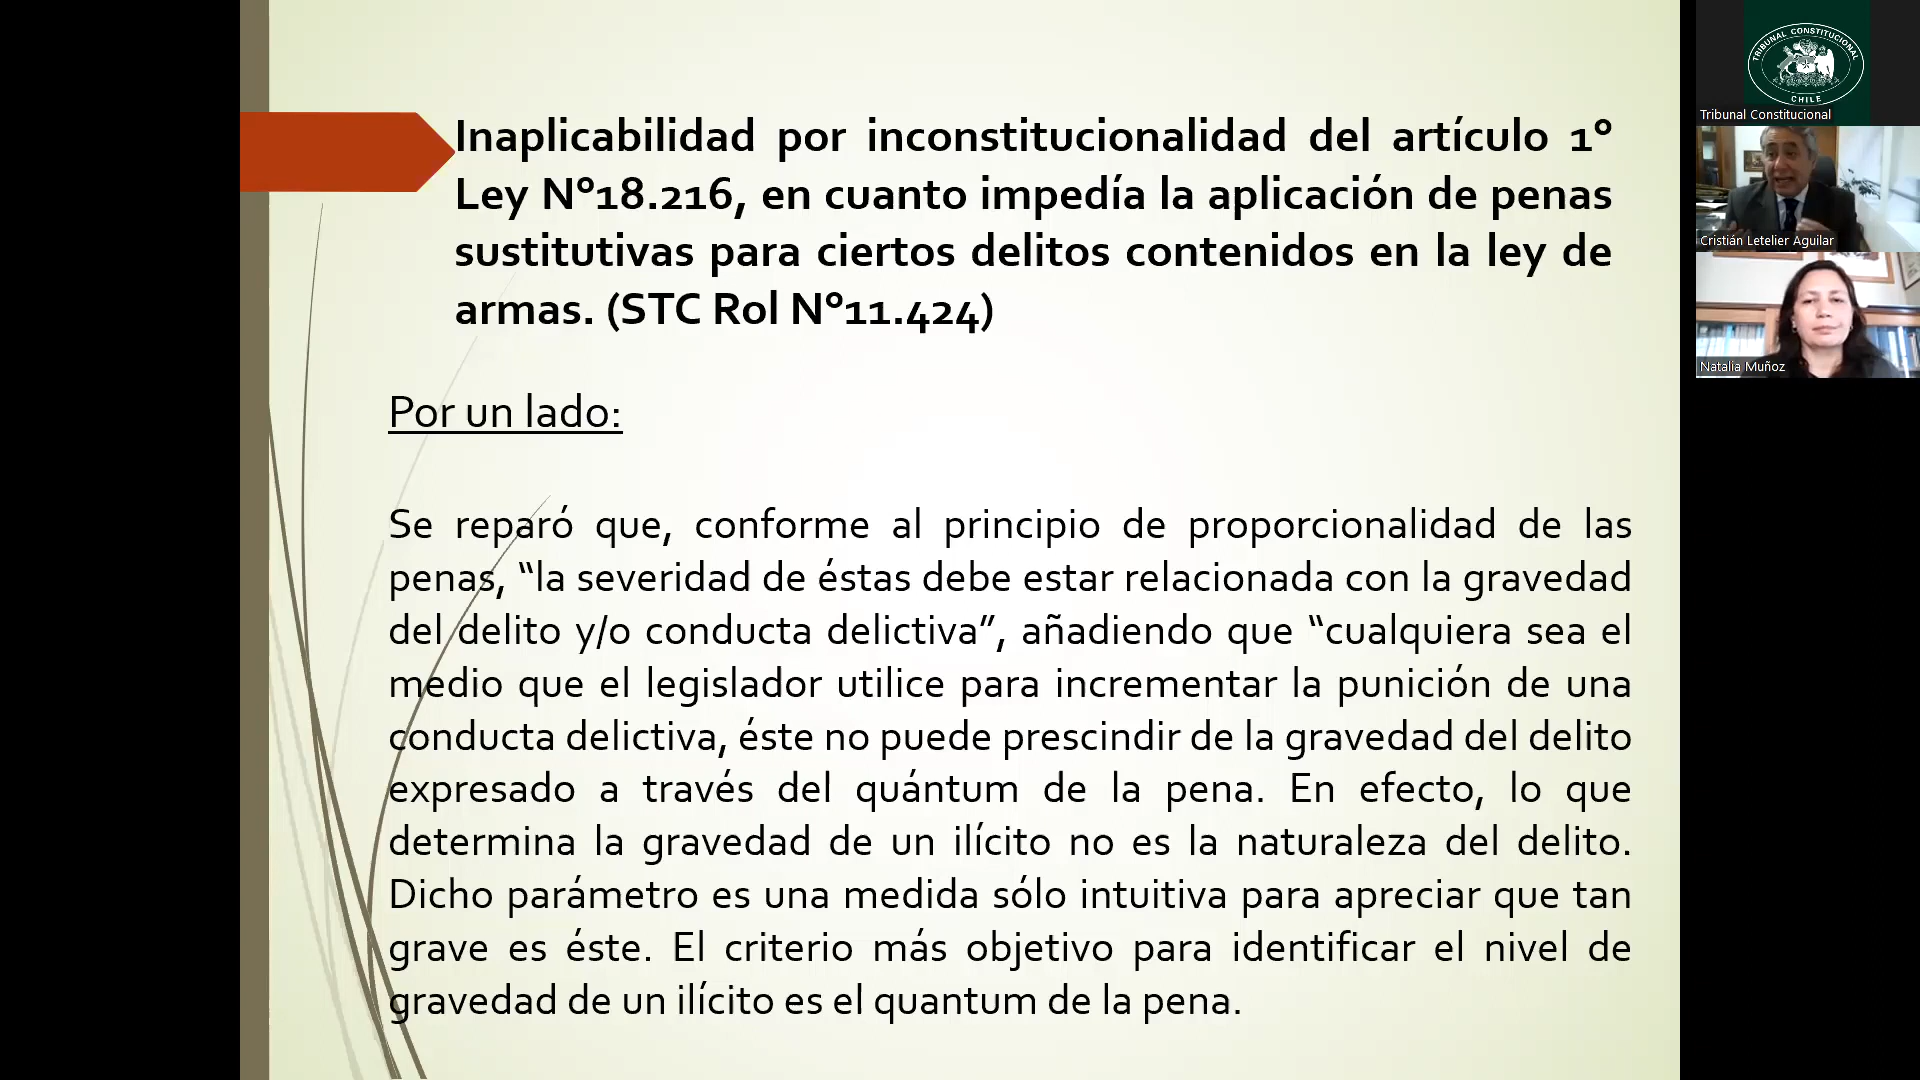 Inaplicabilidad por inconstitucionalidad del artículo 1°
Ley N°18.216, en cuanto impedía la aplicación de penas
sustitutivas para ciertos delitos contenidos en la ley de
armas. (STC Rol N°11.424)
Por un lado:
Se reparó que, conforme al principio de proporcionalidad de las
penas, “la severidad de éstas debe estar relacionada con la gravedad
del delito y/o conducta delictiva”, añadiendo que “cualquiera sea el
medio que el legislador utilice para incrementar la punición de una
conducta delictiva, éste no puede prescindir de la gravedad del delito
expresado a través del quántum de la pena. En efecto, lo que
determina la gravedad de un ilícito no es la naturaleza del delito.
Dicho parámetro es una medida sólo intuitiva para apreciar que tan
grave es éste. El criterio más objetivo para identificar el nivel de
gravedad de un ilícito es el quantum de la pena.
TRIBUNAL CONSTITUCIONAL
CHILE
Tribunal Constitucional
Cristián Letelier Aguilar
Natalia Muñoz